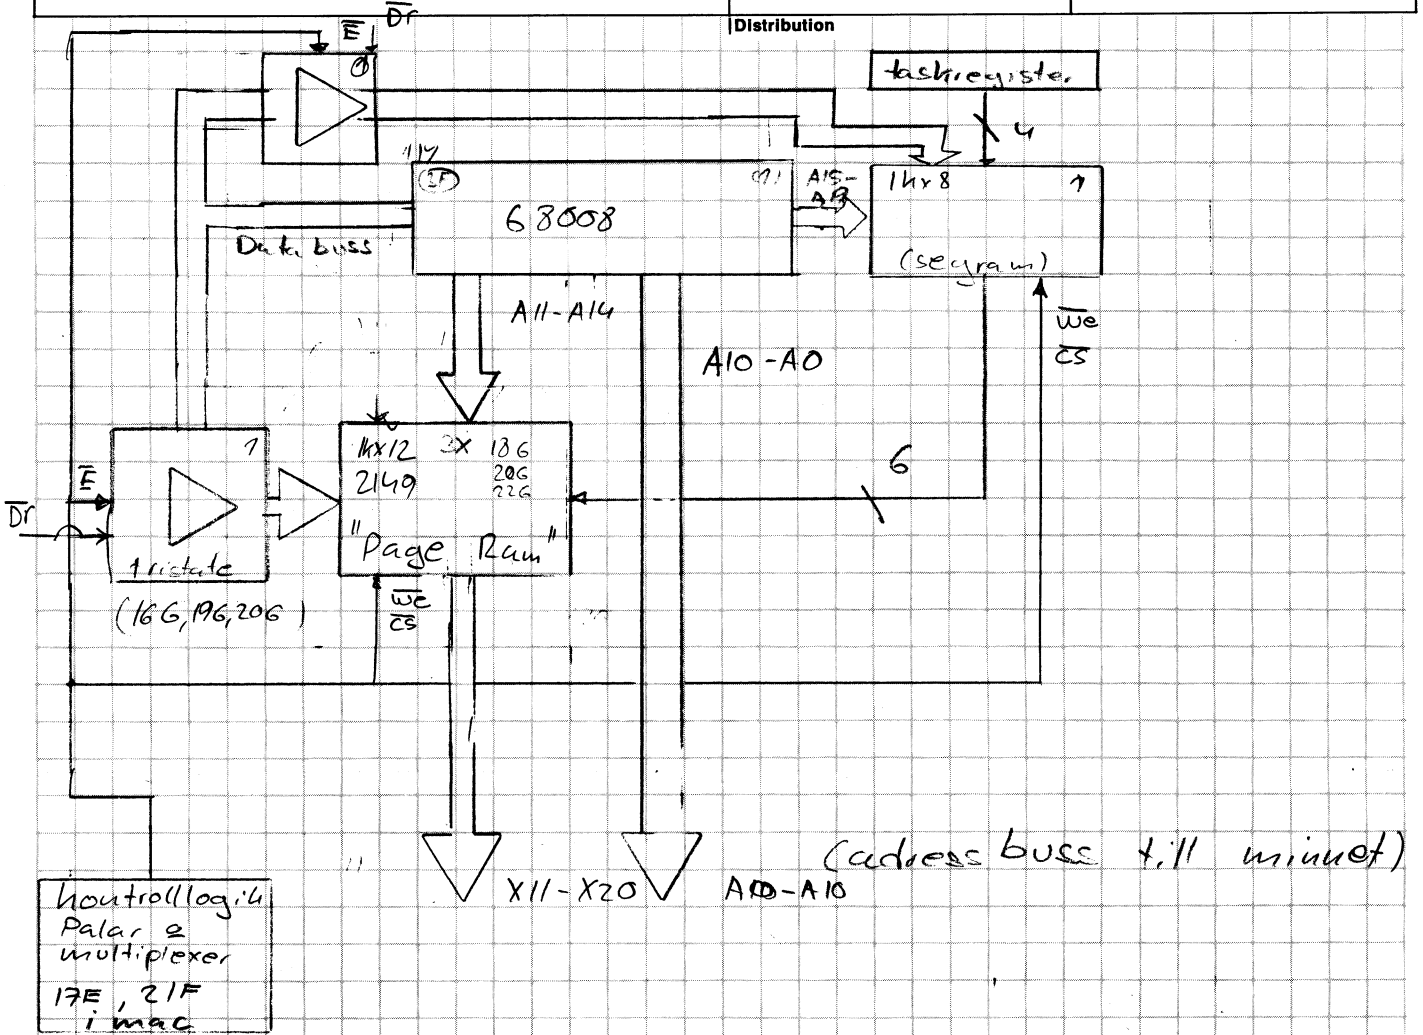 Distribution
Dr
E
taskregister
4
14
1F
68008
A15-
1kx8
1
(segram)
Data buss
A11-A14
A10-A0
We
CS
6
1
E
Dr
tristate
(16G,19G,20G)
1kx12 3X 18G
2149 20G
22G
"Page Ram"
We
CS
(adress buss till minnet)
X11-X20
A0-A10
kontrollogik
Palar o
multiplexer
17E, 21F
i mac